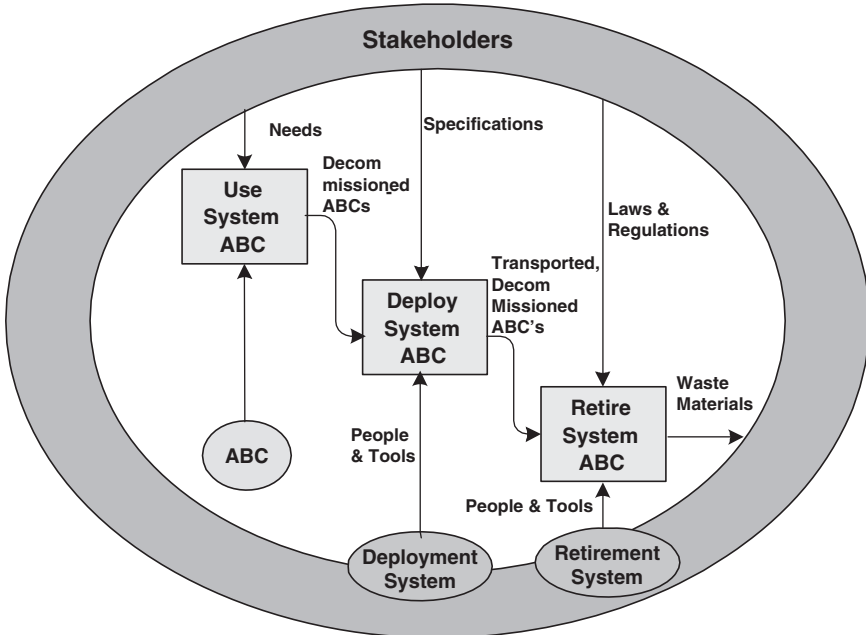 Stakeholders
Needs
Specifications
Decom
missioned
ABCs
Use
System
ABC
Laws &
Regulations
Transported,
Decom
Missioned
ABC's
Deploy
System
ABC
Waste
Materials
Retire
System
ABC
People
& Tools
ABC
People & Tools
Deployment
System
Retirement
System